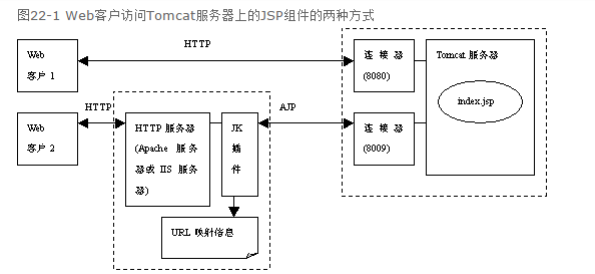 图22-1 Web客户访问Tomcat服务器上的JSP组件的两种方式
HTTP
Web
客户 1
连接器
(8080)
Tomcat 服务器
index.jsp
HTTP
AJP
Web
客户 2
HTTP 服务器
(Apache 服务
器或 IIS 服务
器)
JK
插
件
连接器
(8009)
URL 映射信息